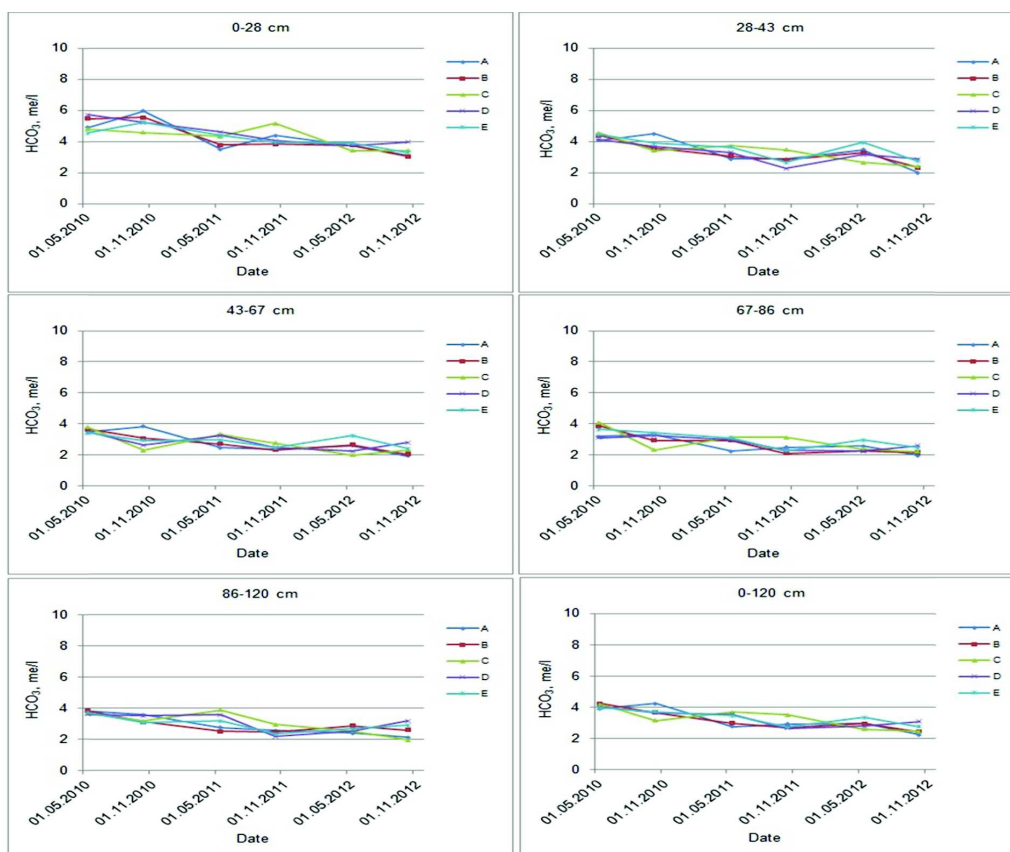 0-28 cm
10
8
6
4
2
0
HCO₃, me/l
01.05.2010
01.11.2010
01.05.2011
01.11.2011
01.05.2012
01.11.2012
Date
A
B
C
D
E
28-43 cm
10
8
6
4
2
0
HCO₃, me/l
01.05.2010
01.11.2010
01.05.2011
01.11.2011
01.05.2012
01.11.2012
Date
A
B
C
D
E
43-67 cm
10
8
6
4
2
0
HCO₃, me/l
01.05.2010
01.11.2010
01.05.2011
01.11.2011
01.05.2012
01.11.2012
Date
A
B
C
D
E
67-86 cm
10
8
6
4
2
0
HCO₃, me/l
01.05.2010
01.11.2010
01.05.2011
01.11.2011
01.05.2012
01.11.2012
Date
A
B
C
D
E
86-120 cm
10
8
6
4
2
0
HCO₃, me/l
01.05.2010
01.11.2010
01.05.2011
01.11.2011
01.05.2012
01.11.2012
Date
A
B
C
D
E
0-120 cm
10
8
6
4
2
0
HCO₃, me/l
01.05.2010
01.11.2010
01.05.2011
01.11.2011
01.05.2012
01.11.2012
Date
A
B
C
D
E